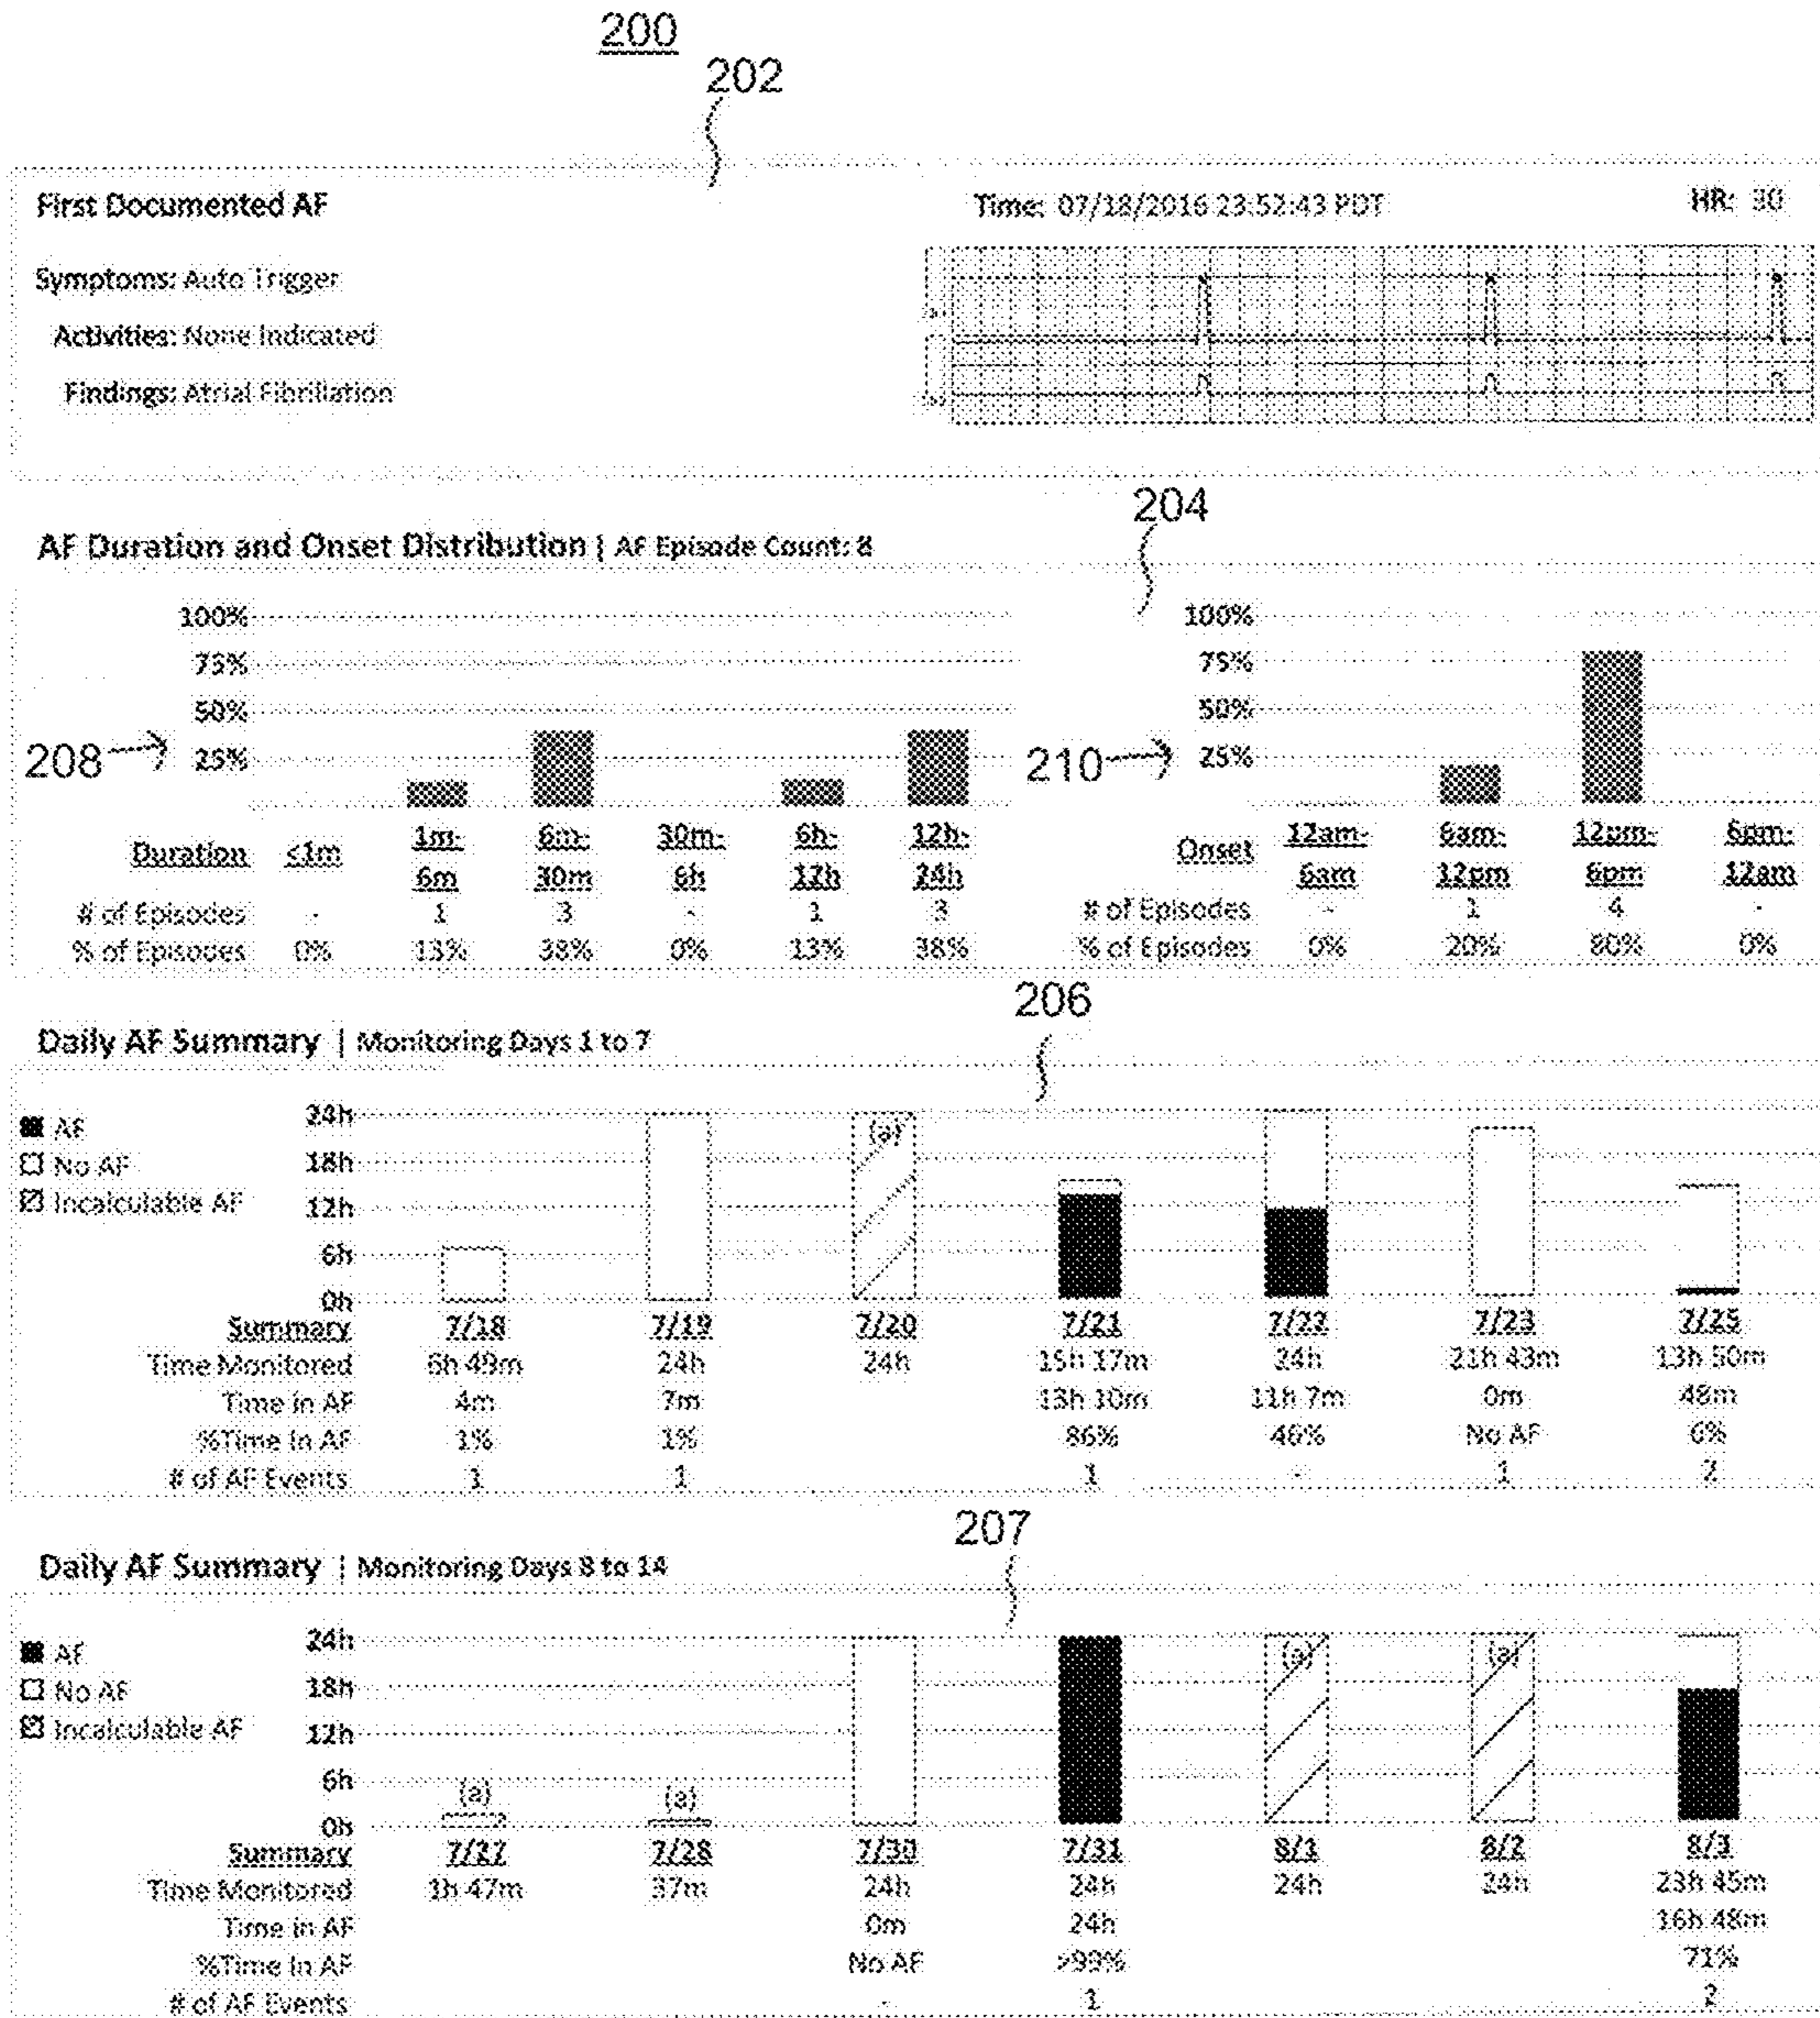 200
202
First Documented AF
Time: 07/18/2016 23:52:43 PDT
HR: 30
Symptoms: Auto Trigger
Activities: None Indicated
Findings: Atrial Fibrillation
204
AF Duration and Onset Distribution | AF Episode Count: 8
100%
75%
50%
25%
208
Duration <1m 1m-6m 6m-30m 30m-6h 6h-12h 12h-24h
# of Episodes - 1 3 - 1 3
% of Episodes 0% 13% 38% 0% 13% 38%
100%
75%
50%
25%
210
Onset 12am-6am 6am-12pm 12pm-6pm 6pm-12am
# of Episodes - 1 4 -
% of Episodes 0% 20% 80% 0%
206
Daily AF Summary | Monitoring Days 1 to 7
AF
No AF
Incalculable AF
24h
18h
12h
6h
0h
(a)
Summary 7/18 7/19 7/20 7/21 7/22 7/23 7/25
Time Monitored 6h 49m 24h 24h 15h 17m 24h 21h 43m 13h 50m
Time in AF 4m 7m 13h 10m 11h 7m 0m 48m
%Time in AF 1% 1% 86% No AF
# of AF Events 1 1 1 - 1 2
207
Daily AF Summary | Monitoring Days 8 to 14
AF
No AF
Incalculable AF
24h
18h
12h
6h
0h
(a) (a) (a) (a)
Summary 7/27 7/28 7/30 7/31 8/1 8/2 8/3
Time Monitored 1h 47m 37m 24h 24h 24h 24h 23h 45m
Time in AF 0m 24h 16h 48m
%Time in AF No AF >99% 71%
# of AF Events - 1 2